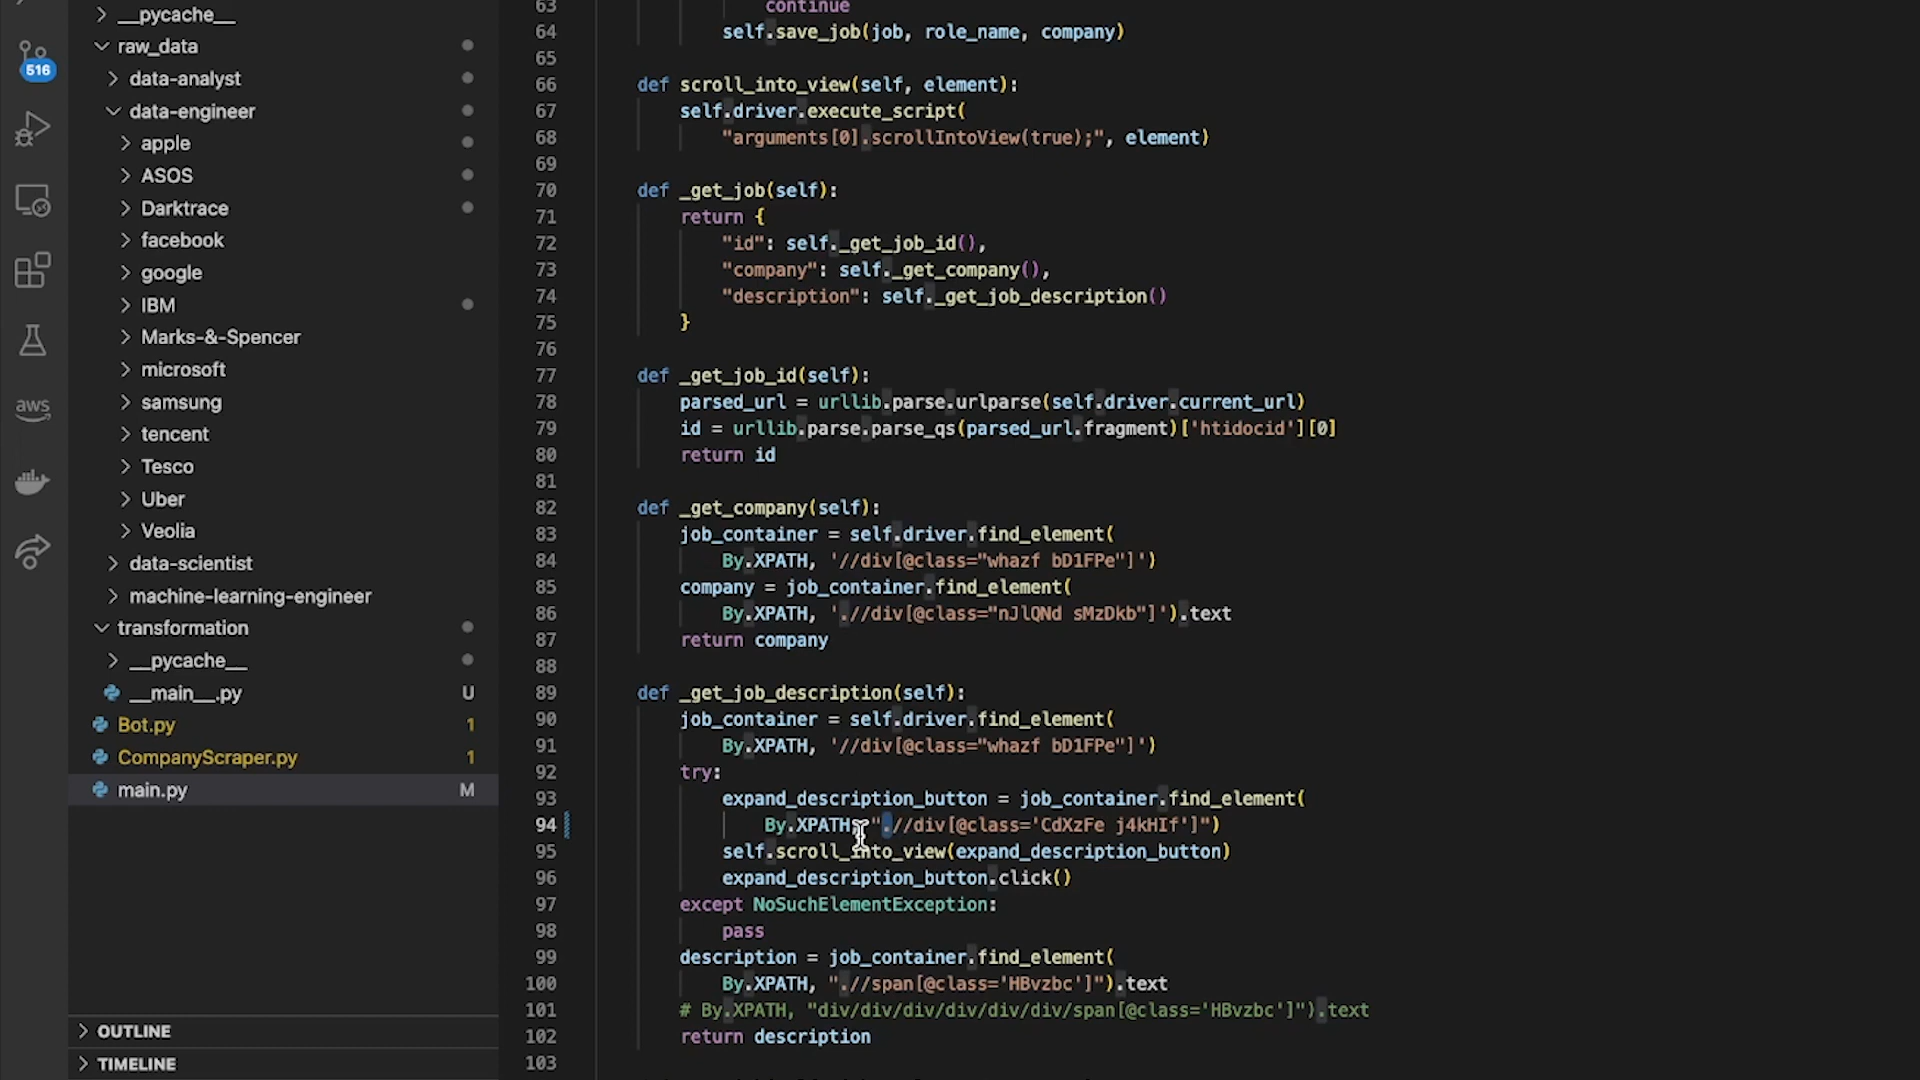 __pycache__
516
raw_data
data-analyst
data-engineer
apple
ASOS
Darktrace
facebook
google
IBM
Marks-&-Spencer
microsoft
aws
samsung
tencent
Tesco
Uber
Veolia
data-scientist
machine-learning-engineer
transformation
__pycache__
__main__.py U
Bot.py 1
CompanyScraper.py 1
main.py M
OUTLINE
TIMELINE
63 continue
64 self.save_job(job, role_name, company)
65
66 def scroll_into_view(self, element):
67 self.driver.execute_script(
68 "arguments[0].scrollIntoView(true);", element)
69
70 def _get_job(self):
71 return {
72 "id": self._get_job_id(),
73 "company": self._get_company(),
74 "description": self._get_job_description()
75 }
76
77 def _get_job_id(self):
78 parsed_url = urllib.parse.urlparse(self.driver.current_url)
79 id = urllib.parse.parse_qs(parsed_url.fragment)['htidocid'][0]
80 return id
81
82 def _get_company(self):
83 job_container = self.driver.find_element(
84 By.XPATH, '//div[@class="whazf bD1FPe"]')
85 company = job_container.find_element(
86 By.XPATH, './/div[@class="nJlQNd sMzDkb"]').text
87 return company
88
89 def _get_job_description(self):
90 job_container = self.driver.find_element(
91 By.XPATH, '//div[@class="whazf bD1FPe"]')
92 try:
93 expand_description_button = job_container.find_element(
94 By.XPATH, ".//div[@class='CdXzFe j4kHIf']")
95 self.scroll_into_view(expand_description_button)
96 expand_description_button.click()
97 except NoSuchElementException:
98 pass
99 description = job_container.find_element(
100 By.XPATH, ".//span[@class='HBvzbc']").text
101 # By.XPATH, "div/div/div/div/div/div/span[@class='HBvzbc']").text
102 return description
103